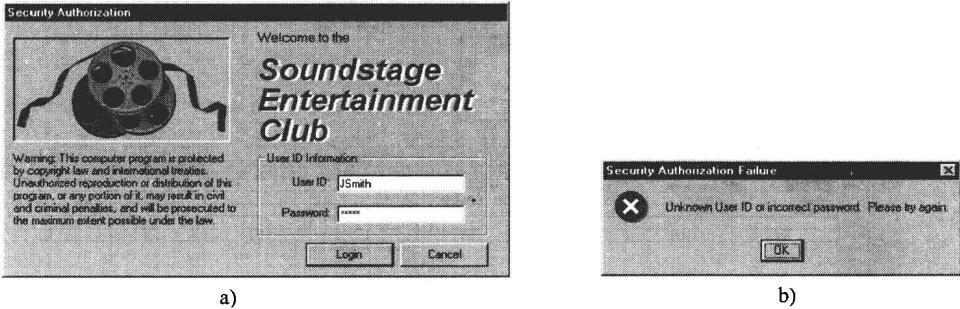 Security Authorization
Welcome to the
Soundstage
Entertainment
Club
Warning: This computer program is protected
by copyright law and international treaties.
Unauthorized reproduction or distribution of this
program, or any portion of it, may result in civil
and criminal penalties, and will be prosecuted to
the maximum extent possible under the law.
User ID Information
User ID: JSmith
Password: *****
Login Cancel
a)
Security Authorization Failure
Unknown User ID or incorrect password. Please try again.
OK
b)